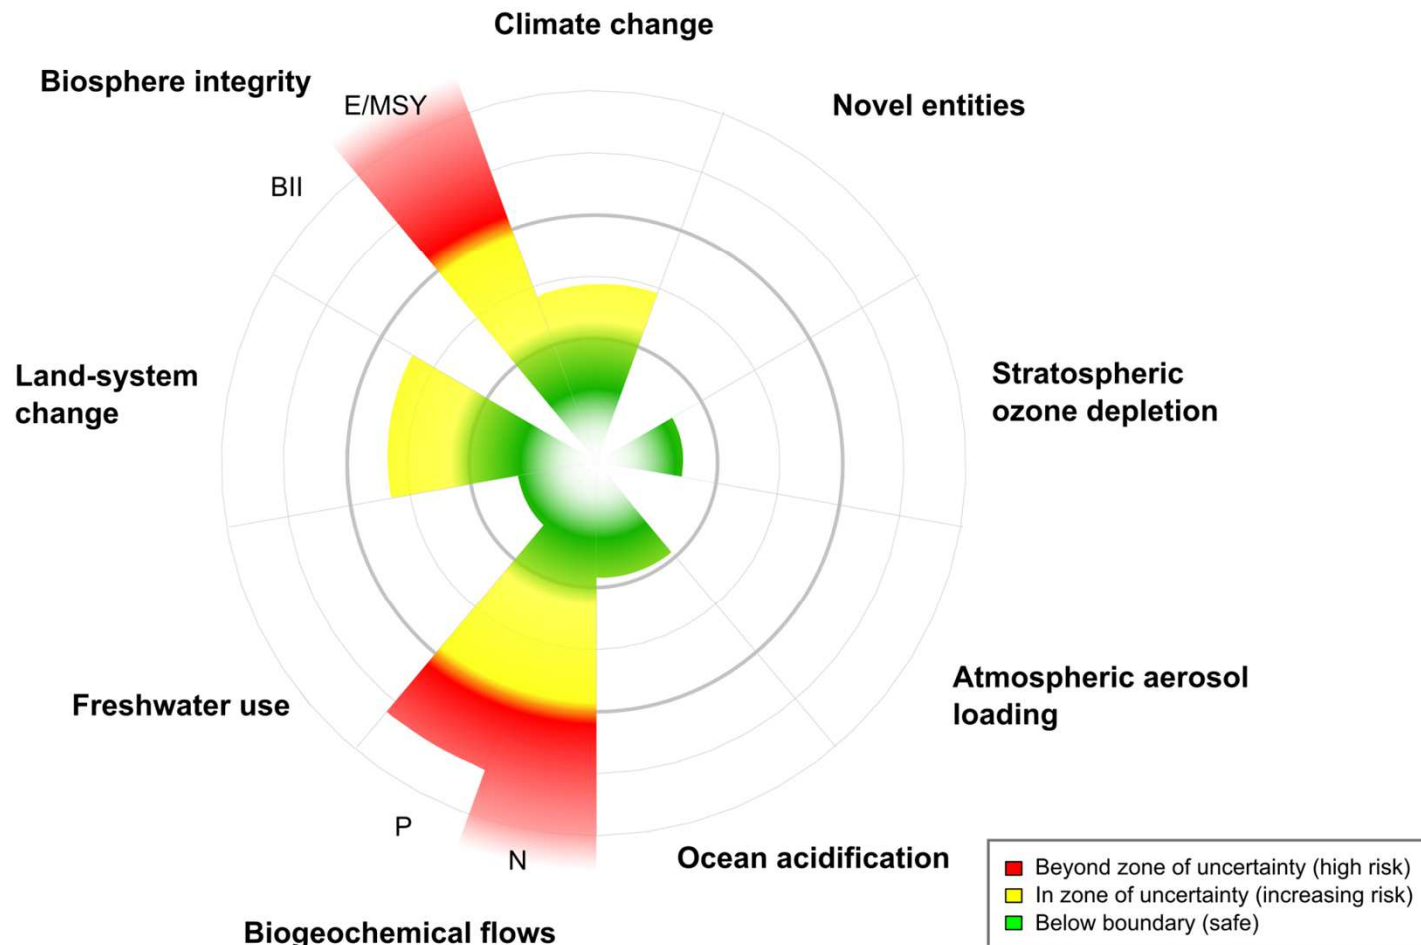 Climate change
Biosphere integrity
E/MSY
Novel entities
BII
Land-system
change
Stratospheric
ozone depletion
Freshwater use
Atmospheric aerosol
loading
P
N
Ocean acidification
Biogeochemical flows
Beyond zone of uncertainty (high risk)
In zone of uncertainty (increasing risk)
Below boundary (safe)